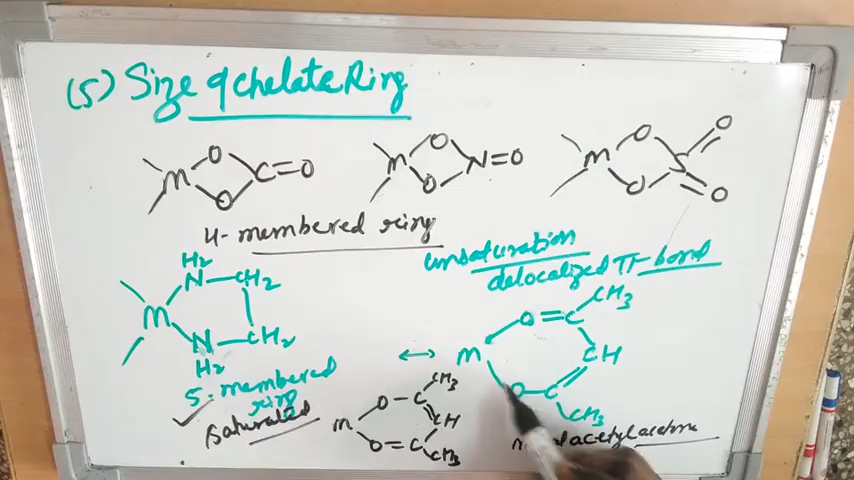 (5) Size of chelate Ring
M O O C=O
M O O N=O
M O O S O O
4-membered ring
unsaturation
delocalized π-bond
H2
N—CH2
M
N—CH2
H2
5-membered
ring
saturated
M O=C CH3
CH
O—C CH3
↔
M O—C CH3
CH
O=C CH3
acetylacetone